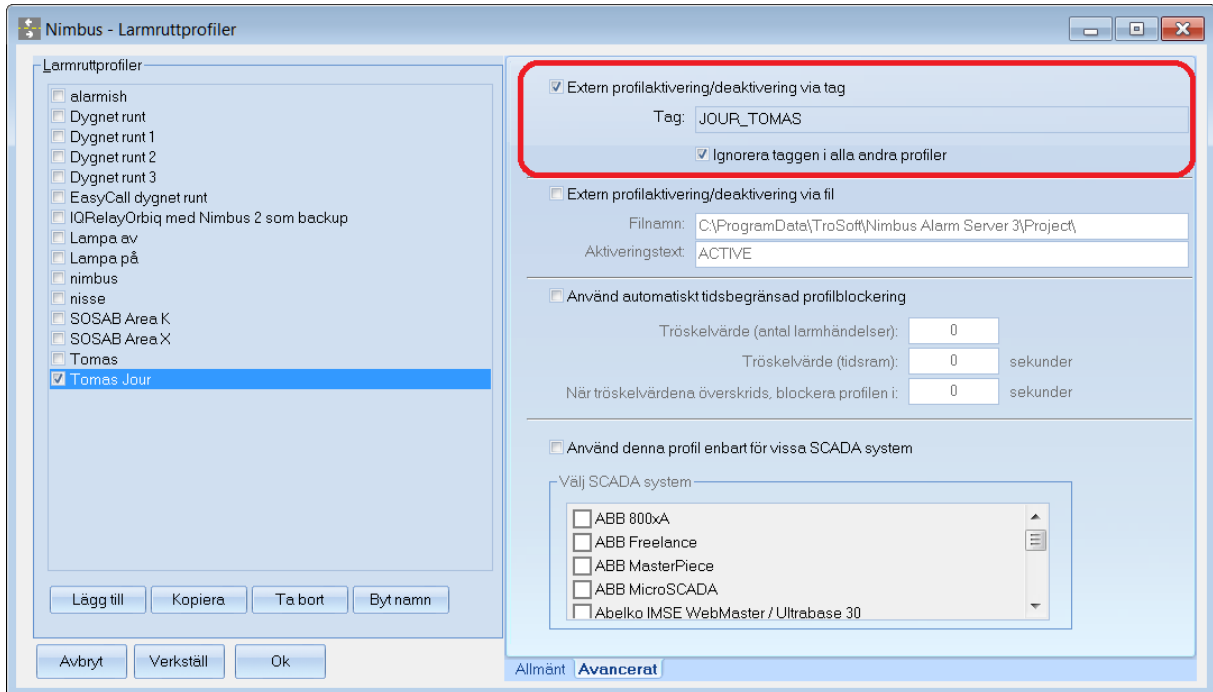 Nimbus - Larmruttprofiler
Larmruttprofiler
alarmish
Dygnet runt
Dygnet runt 1
Dygnet runt 2
Dygnet runt 3
EasyCall dygnet runt
IQRelayOrbiq med Nimbus 2 som backup
Lampa av
Lampa på
nimbus
nisse
SOSAB Area K
SOSAB Area X
Tomas
Tomas Jour
Lägg till
Kopiera
Ta bort
Byt namn
Avbryt
Verkställ
Ok
Extern profilaktivering/deaktivering via tag
Tag: JOUR_TOMAS
Ignorera taggen i alla andra profiler
Extern profilaktivering/deaktivering via fil
Filnamn: C:\ProgramData\TroSoft\Nimbus Alarm Server 3\Project\
Aktiveringstext: ACTIVE
Använd automatiskt tidsbegränsad profilblockering
Tröskelvärde (antal larmhändelser): 0
Tröskelvärde (tidsram): 0 sekunder
När tröskelvärdena överskrids, blockera profilen i: 0 sekunder
Använd denna profil enbart för vissa SCADA system
Välj SCADA system
ABB 800xA
ABB Freelance
ABB MasterPiece
ABB MicroSCADA
Abelko IMSE WebMaster / Ultrabase 30
Allmänt Avancerat